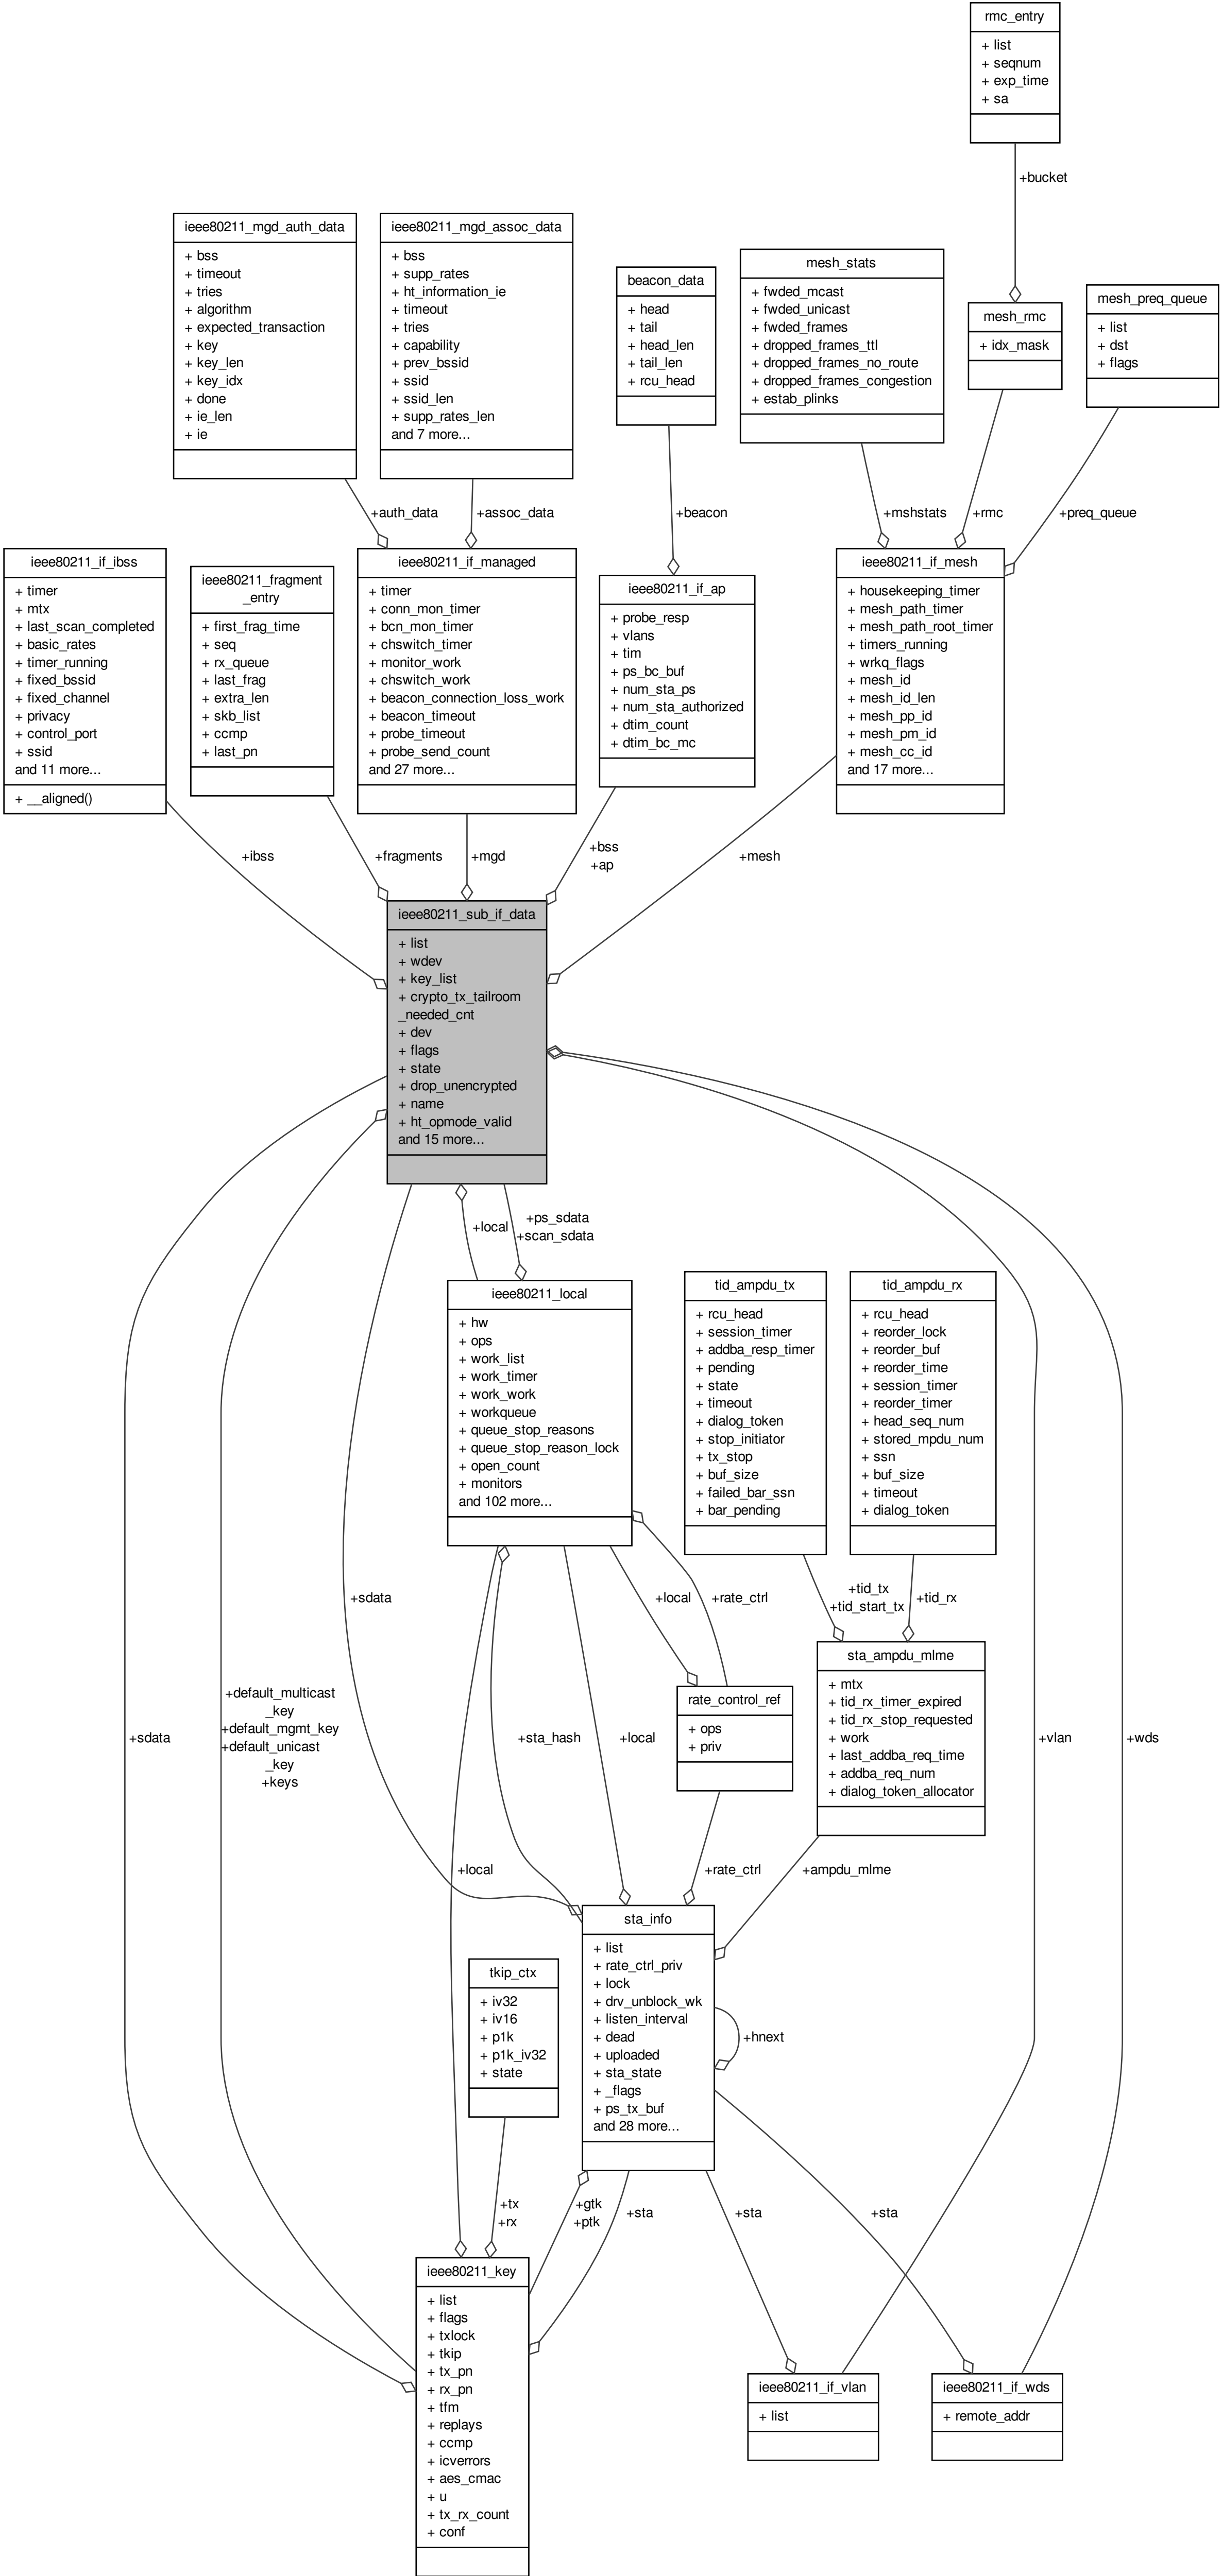 rmc_entry
+ list
+ seqnum
+ exp_time
+ sa
+bucket
ieee80211_mgd_auth_data
+ bss
+ timeout
+ tries
+ algorithm
+ expected_transaction
+ key
+ key_len
+ key_idx
+ done
+ ie_len
+ ie
ieee80211_mgd_assoc_data
+ bss
+ supp_rates
+ ht_information_ie
+ timeout
+ tries
+ capability
+ prev_bssid
+ ssid
+ ssid_len
+ supp_rates_len
and 7 more...
beacon_data
+ head
+ tail
+ head_len
+ tail_len
+ rcu_head
mesh_stats
+ fwded_mcast
+ fwded_unicast
+ fwded_frames
+ dropped_frames_ttl
+ dropped_frames_no_route
+ dropped_frames_congestion
+ estab_plinks
mesh_rmc
+ idx_mask
mesh_preq_queue
+ list
+ dst
+ flags
+auth_data
+assoc_data
+beacon
+mshstats
+rmc
+preq_queue
ieee80211_if_ibss
+ timer
+ mtx
+ last_scan_completed
+ basic_rates
+ timer_running
+ fixed_bssid
+ fixed_channel
+ privacy
+ control_port
+ ssid
and 11 more...
+ __aligned()
ieee80211_fragment
_entry
+ first_frag_time
+ seq
+ rx_queue
+ last_frag
+ extra_len
+ skb_list
+ ccmp
+ last_pn
ieee80211_if_managed
+ timer
+ conn_mon_timer
+ bcn_mon_timer
+ chswitch_timer
+ monitor_work
+ chswitch_work
+ beacon_connection_loss_work
+ beacon_timeout
+ probe_timeout
+ probe_send_count
and 27 more...
ieee80211_if_ap
+ probe_resp
+ vlans
+ tim
+ ps_bc_buf
+ num_sta_ps
+ num_sta_authorized
+ dtim_count
+ dtim_bc_mc
ieee80211_if_mesh
+ housekeeping_timer
+ mesh_path_timer
+ mesh_path_root_timer
+ timers_running
+ wrkq_flags
+ mesh_id
+ mesh_id_len
+ mesh_pp_id
+ mesh_pm_id
+ mesh_cc_id
and 17 more...
+ibss
+fragments
+mgd
+bss
+ap
+mesh
ieee80211_sub_if_data
+ list
+ wdev
+ key_list
+ crypto_tx_tailroom
_needed_cnt
+ dev
+ flags
+ state
+ drop_unencrypted
+ name
+ ht_opmode_valid
and 15 more...
+local
+ps_sdata
+scan_sdata
ieee80211_local
+ hw
+ ops
+ work_list
+ work_timer
+ work_work
+ workqueue
+ queue_stop_reasons
+ queue_stop_reason_lock
+ open_count
+ monitors
and 102 more...
tid_ampdu_tx
+ rcu_head
+ session_timer
+ addba_resp_timer
+ pending
+ state
+ timeout
+ dialog_token
+ stop_initiator
+ tx_stop
+ buf_size
+ failed_bar_ssn
+ bar_pending
tid_ampdu_rx
+ rcu_head
+ reorder_lock
+ reorder_buf
+ reorder_time
+ session_timer
+ reorder_timer
+ head_seq_num
+ stored_mpdu_num
+ ssn
+ buf_size
+ timeout
+ dialog_token
+sdata
+local
+rate_ctrl
+tid_tx
+tid_start_tx
+tid_rx
+sdata
+default_multicast
_key
+default_mgmt_key
+default_unicast
_key
+keys
+sta_hash
+local
rate_control_ref
+ ops
+ priv
sta_ampdu_mlme
+ mtx
+ tid_rx_timer_expired
+ tid_rx_stop_requested
+ work
+ last_addba_req_time
+ addba_req_num
+ dialog_token_allocator
+vlan
+wds
+local
+rate_ctrl
+ampdu_mlme
tkip_ctx
+ iv32
+ iv16
+ p1k
+ p1k_iv32
+ state
sta_info
+ list
+ rate_ctrl_priv
+ lock
+ drv_unblock_wk
+ listen_interval
+ dead
+ uploaded
+ sta_state
+ _flags
+ ps_tx_buf
and 28 more...
+hnext
+tx
+rx
+gtk
+ptk
+sta
+sta
+sta
ieee80211_key
+ list
+ flags
+ txlock
+ tkip
+ tx_pn
+ rx_pn
+ tfm
+ replays
+ ccmp
+ icverrors
+ aes_cmac
+ u
+ tx_rx_count
+ conf
ieee80211_if_vlan
+ list
ieee80211_if_wds
+ remote_addr